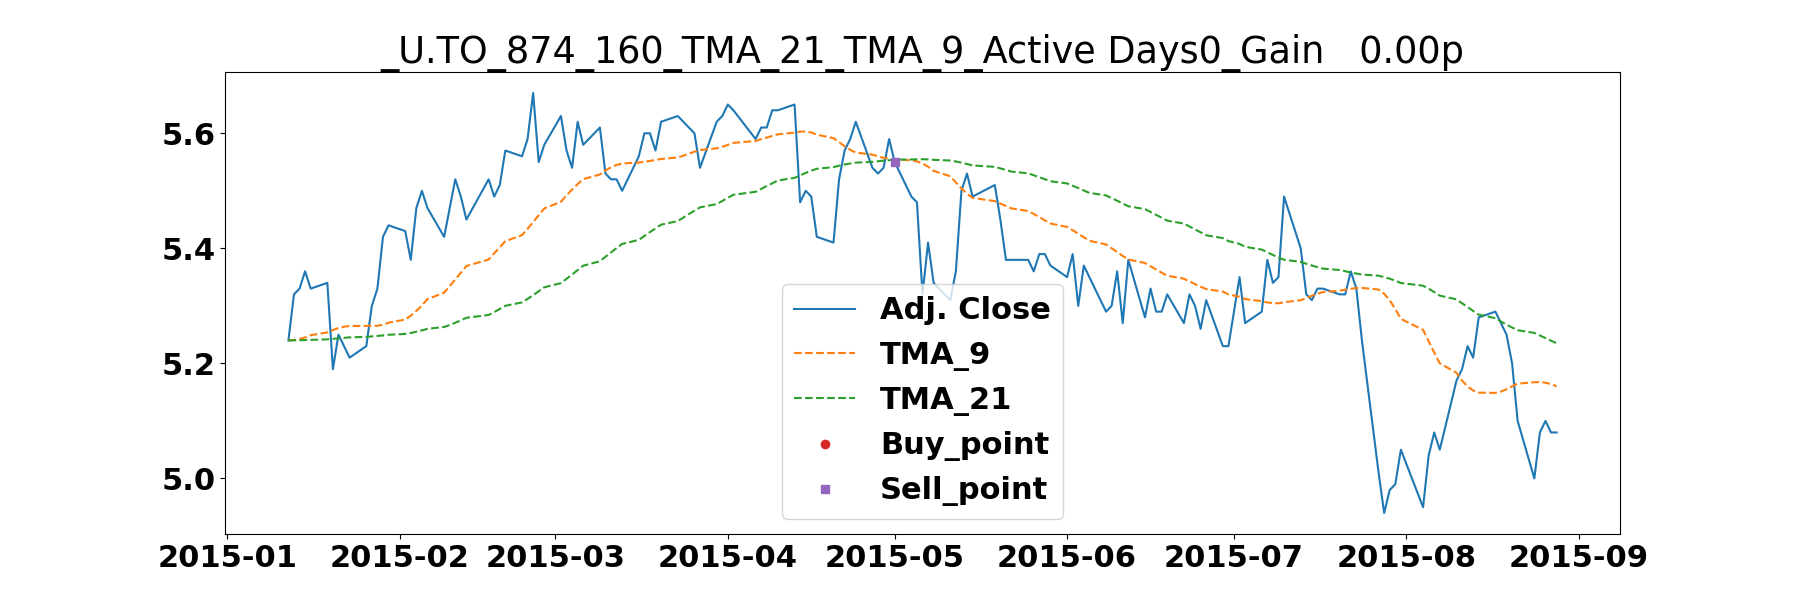 _U.TO_874_160_TMA_21_TMA_9_Active Days0_Gain   0.00p
5.6
5.4
5.2
5.0
Adj. Close
TMA_9
TMA_21
Buy_point
Sell_point
2015-01 2015-02 2015-03 2015-04 2015-05 2015-06 2015-07 2015-08 2015-09